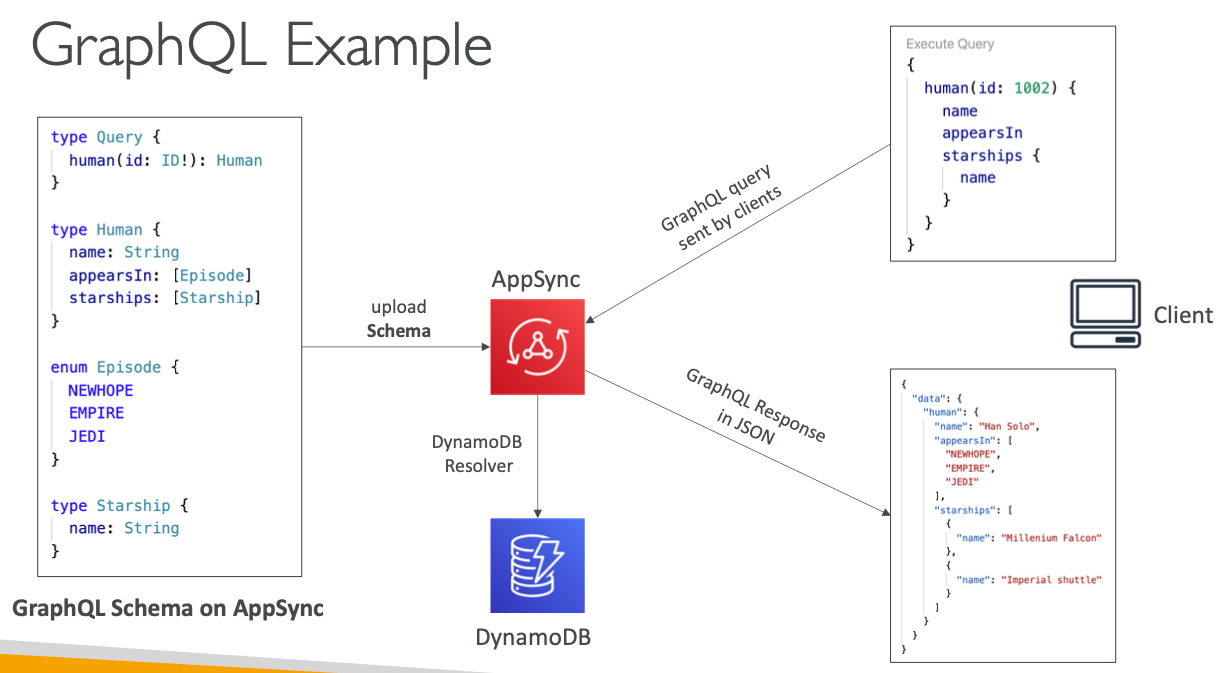 GraphQL Example
type Query {
human(id: ID!): Human
}
type Human {
name: String
appearsIn: [Episode]
starships: [Starship]
}
enum Episode {
NEWHOPE
EMPIRE
JEDI
}
type Starship {
name: String
}
GraphQL Schema on AppSync
upload
Schema
AppSync
DynamoDB
Resolver
DynamoDB
GraphQL query
sent by clients
GraphQL Response
in JSON
Execute Query
{
human(id: 1002) {
name
appearsIn
starships {
name
}
}
}
Client
{
"data": {
"human": {
"name": "Han Solo",
"appearsIn": [
"NEWHOPE",
"EMPIRE",
"JEDI"
],
"starships": [
{
"name": "Millenium Falcon"
},
{
"name": "Imperial shuttle"
}
]
}
}
}